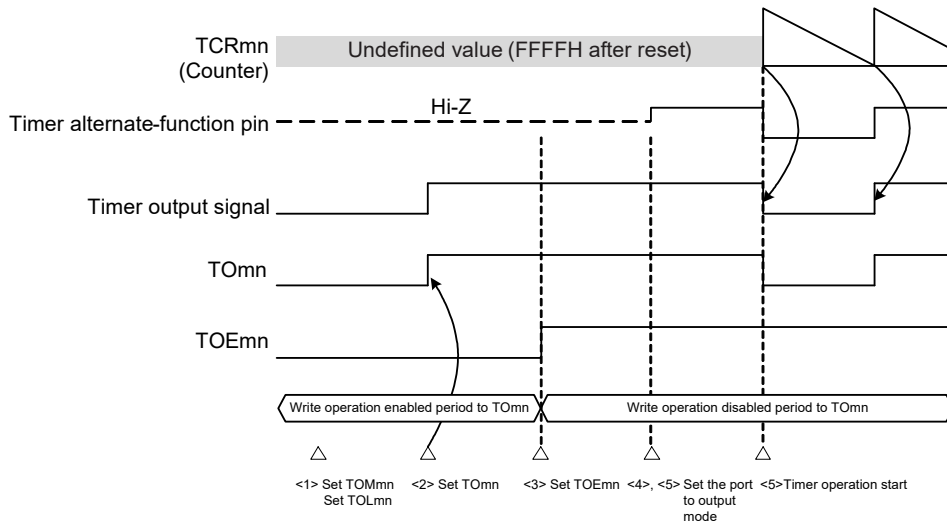 TCRmn
(Counter)
Undefined value (FFFFH after reset)
Hi-Z
Timer alternate-function pin
Timer output signal
TOmn
TOEmn
Write operation enabled period to TOmn
Write operation disabled period to TOmn
<1> Set TOMmn
Set TOLmn
<2> Set TOmn
<3> Set TOEmn
<4>, <5> Set the port
to output
mode
<5>Timer operation start